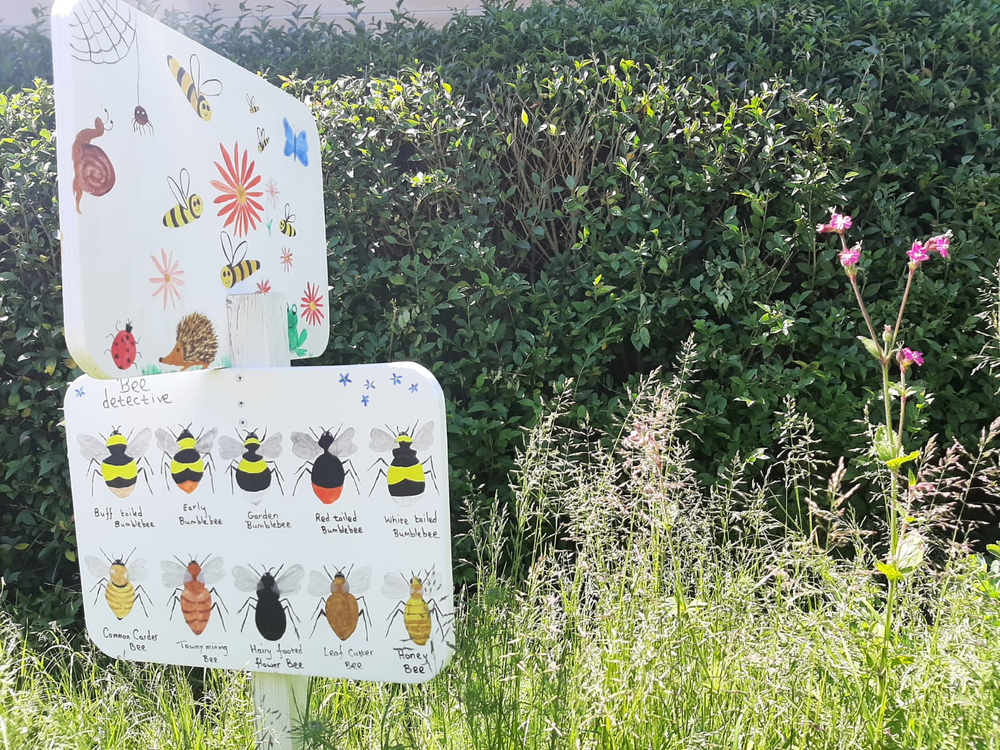 Bee
detective
Buff tailed
Bumblebee
Early
Bumblebee
Garden
Bumblebee
Red tailed
Bumblebee
White tailed
Bumblebee
Common Carder
Bee
Tawny mining
Bee
Hairy footed
flower Bee
Leaf Cutter
Bee
Honey
Bee